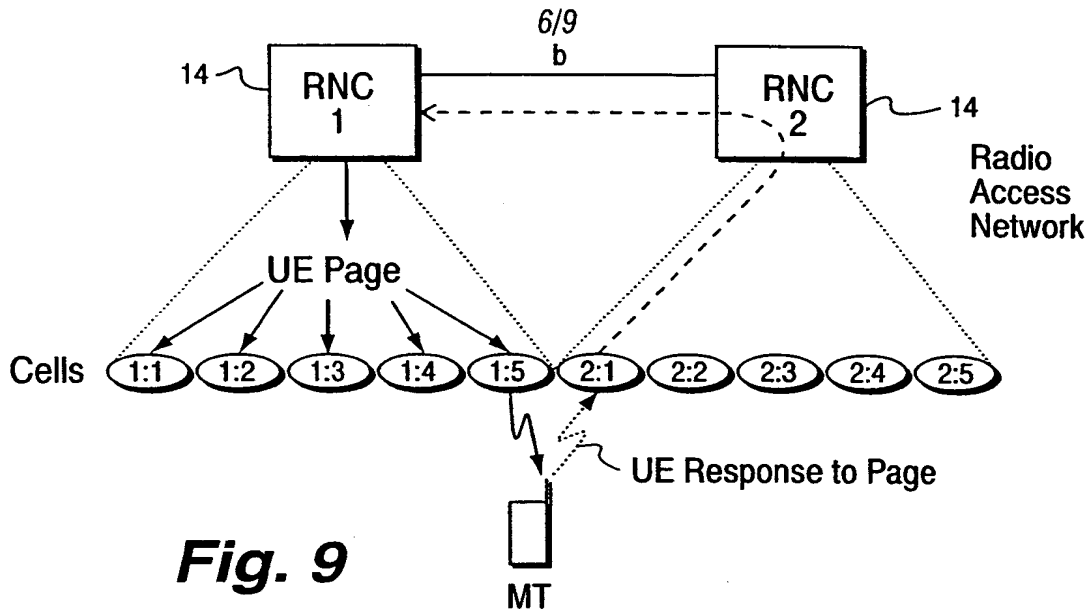 6/9
b
14
RNC
1
RNC
2
14
Radio
Access
Network
UE Page
Cells
1:1
1:2
1:3
1:4
1:5
2:1
2:2
2:3
2:4
2:5
UE Response to Page
Fig. 9
MT